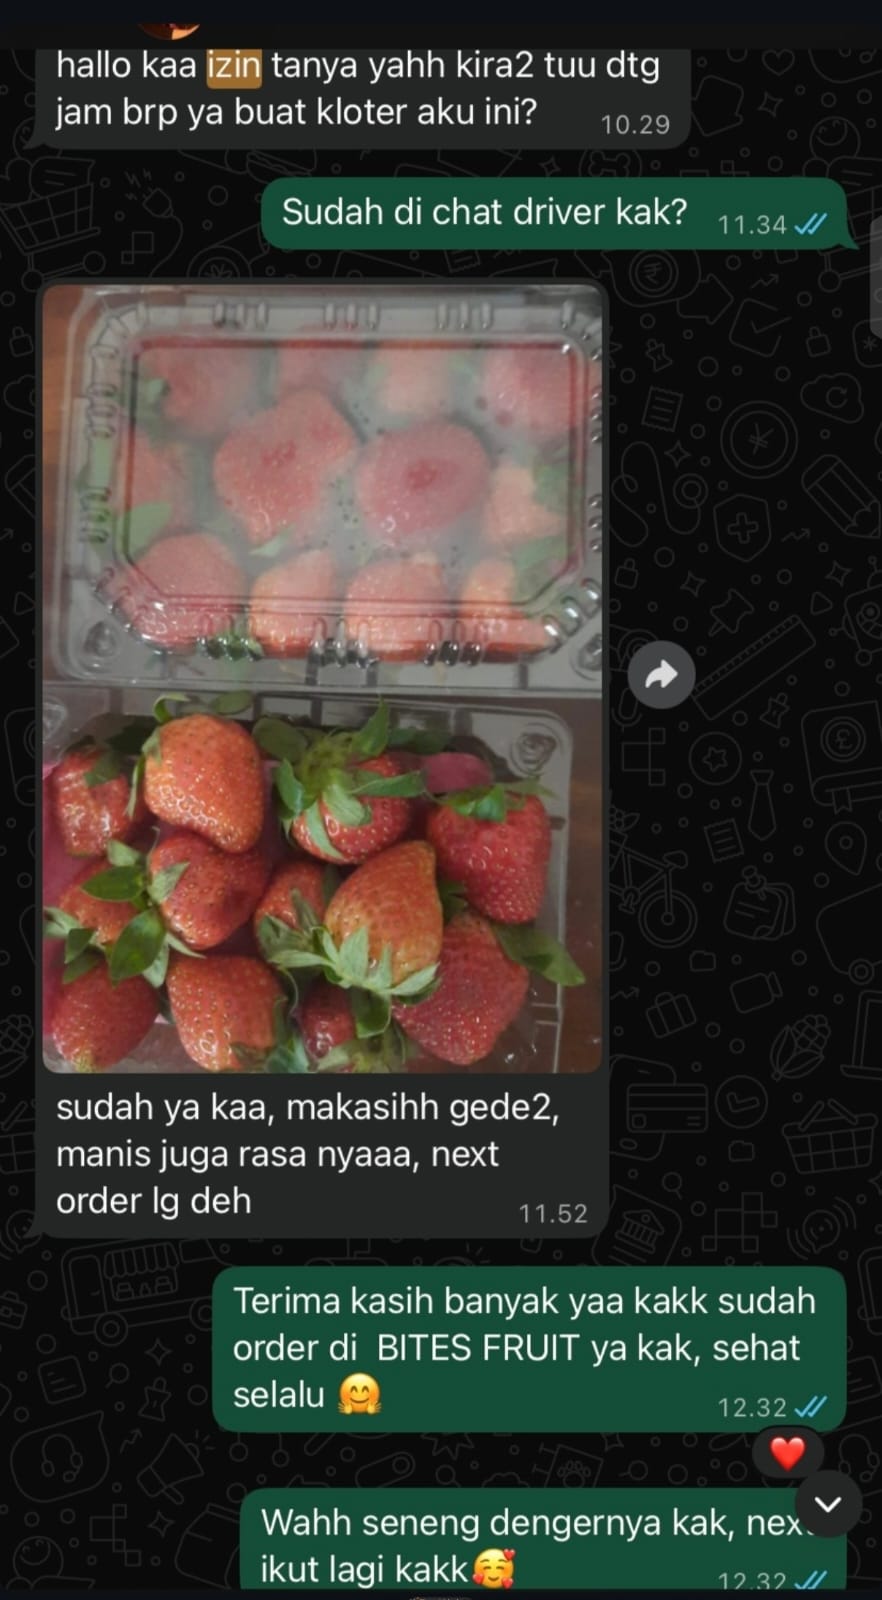 hallo kaa izin tanya yahh kira2 tuu dtg
jam brp ya buat kloter aku ini?
10.29
Sudah di chat driver kak?
11.34
sudah ya kaa, makasihh gede2,
manis juga rasa nyaaa, next
order lg deh
11.52
Terima kasih banyak yaa kakk sudah
order di  BITES FRUIT ya kak, sehat
selalu 🤗
12.32
❤️
Wahh seneng dengernya kak,
ikut lagi kakk🥰
12.32